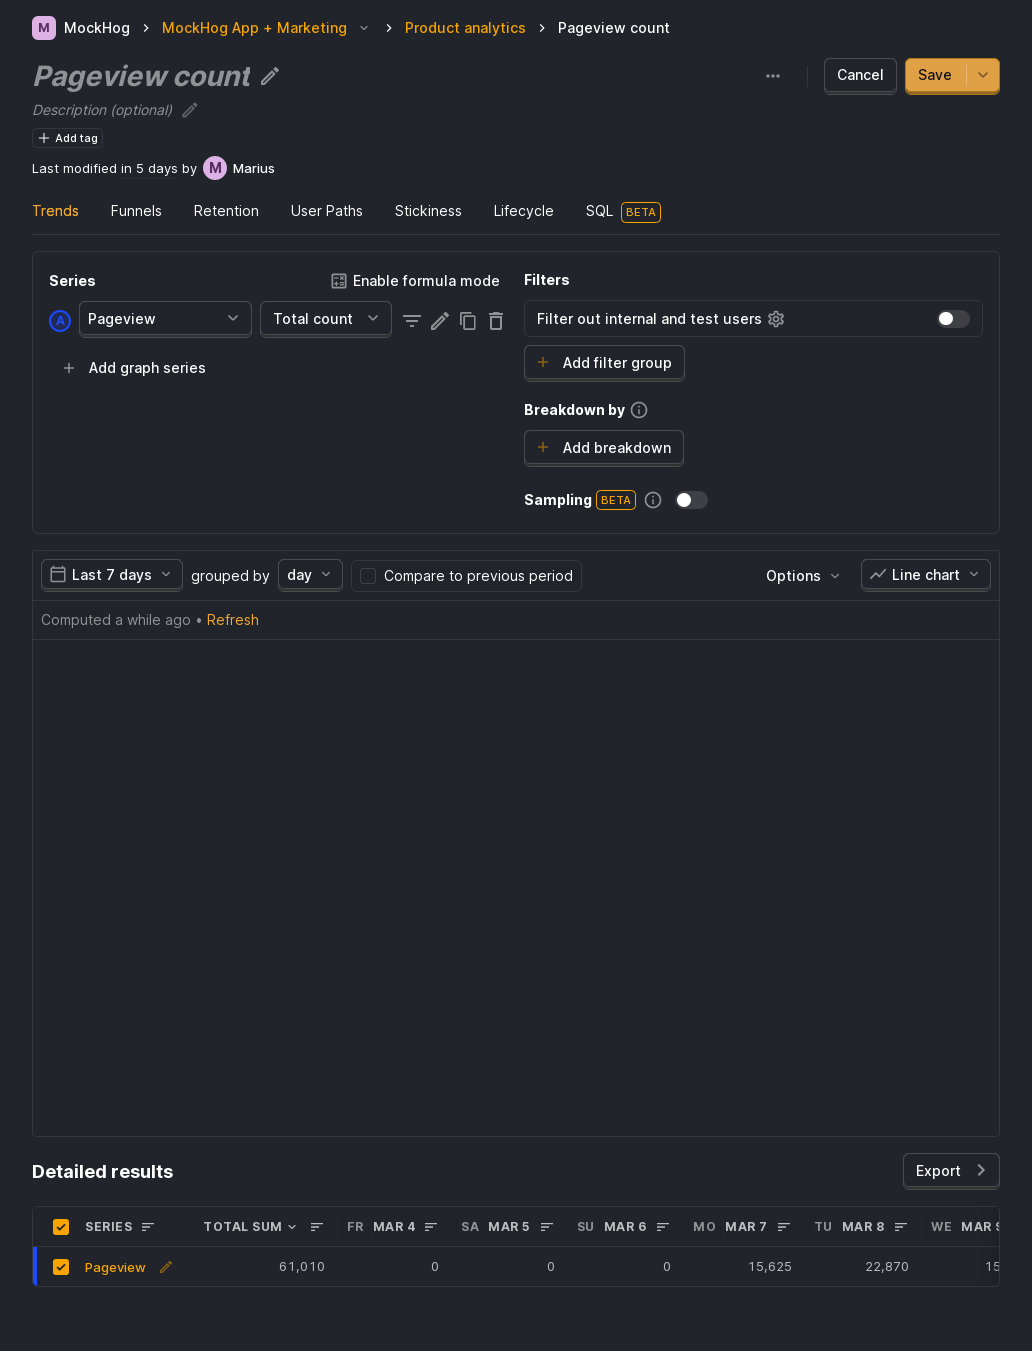 M MockHog MockHog App + Marketing Product analytics Pageview count
Pageview count
Cancel Save
Description (optional)
Add tag
Last modified in 5 days by M Marius
Trends Funnels Retention User Paths Stickiness Lifecycle SQL BETA
Series Enable formula mode
A Pageview Total count
Add graph series
Filters
Filter out internal and test users
Add filter group
Breakdown by
Add breakdown
Sampling BETA
Last 7 days grouped by day Compare to previous period Options Line chart
Computed a while ago • Refresh
Detailed results Export
SERIES TOTAL SUM FR MAR 4 SA MAR 5 SU MAR 6 MO MAR 7 TU MAR 8 WE MAR 9
Pageview 61,010 0 0 0 15,625 22,870 15